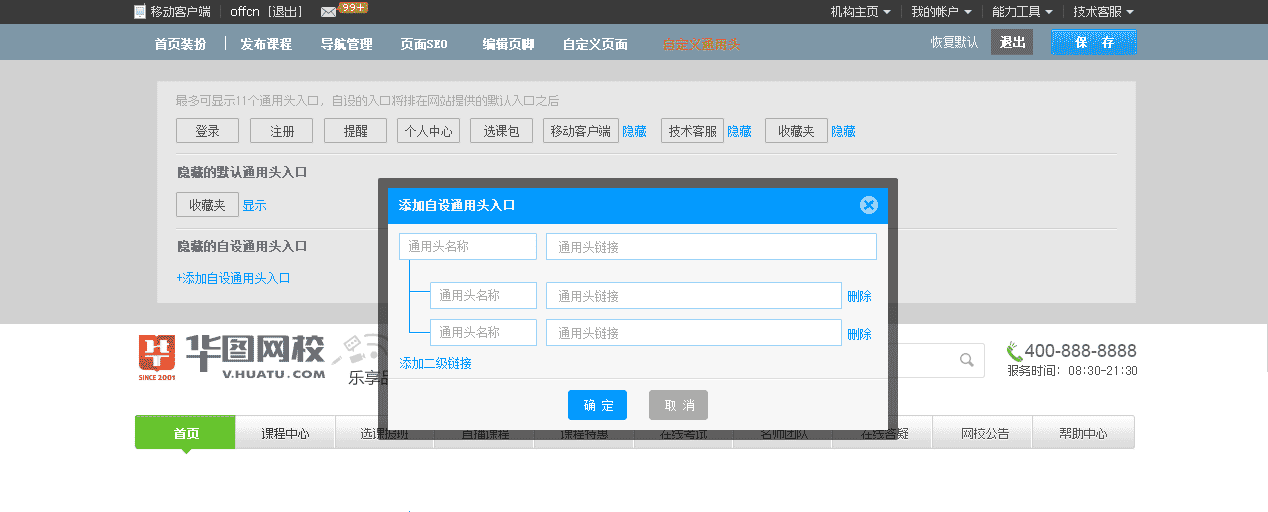 移动客户端 offcn [退出] 99+ 机构主页 我的帐户 能力工具 技术客服
首页装扮 发布课程 导航管理 页面SEO 编辑页脚 自定义页面 自定义通用头 恢复默认 退出 保 存
最多可显示11个通用头入口，自设的入口将排在网站提供的默认入口之后
登录 注册 提醒 个人中心 选课包 移动客户端 隐藏 技术客服 隐藏 收藏夹 隐藏
隐藏的默认通用头入口
收藏夹 显示
隐藏的自设通用头入口
+添加自设通用头入口
添加自设通用头入口
通用头名称 通用头链接
通用头名称 通用头链接 删除
通用头名称 通用头链接 删除
添加二级链接
确 定 取 消
华图网校
V.HUATU.COM
SINCE 2001
乐享品
400-888-8888
服务时间：08:30-21:30
首页 课程中心 选课报班 直播课程 课程特惠 在线考试 名师团队 在线答疑 网校公告 帮助中心